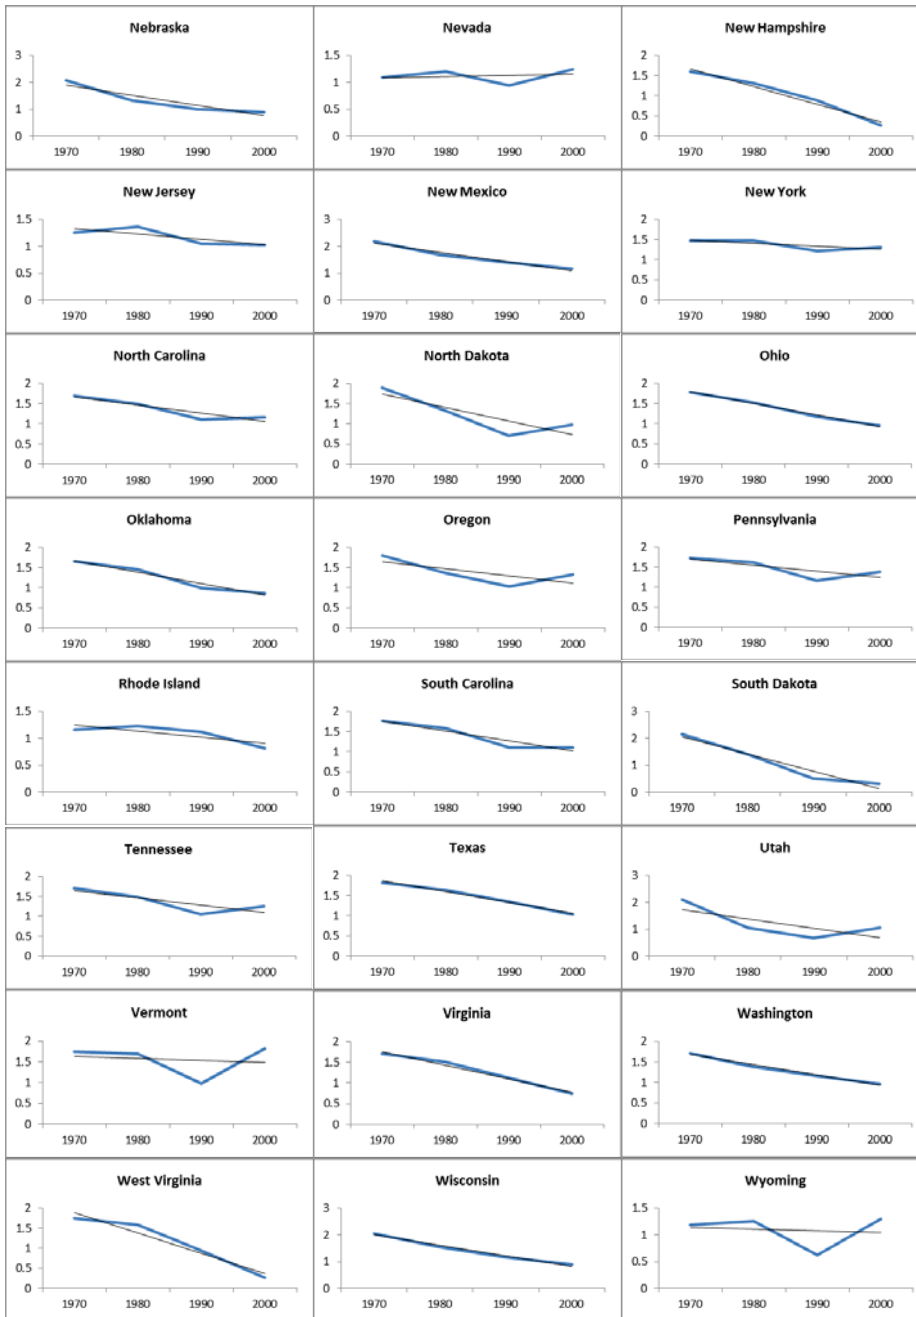 Nebraska
3
2
1
0
1970 1980 1990 2000
Nevada
1.5
1
0.5
0
1970 1980 1990 2000
New Hampshire
2
1.5
1
0.5
0
1970 1980 1990 2000
New Jersey
1.5
1
0.5
0
1970 1980 1990 2000
New Mexico
3
2
1
0
1970 1980 1990 2000
New York
2
1.5
1
0.5
0
1970 1980 1990 2000
North Carolina
2
1.5
1
0.5
0
1970 1980 1990 2000
North Dakota
2
1.5
1
0.5
0
1970 1980 1990 2000
Ohio
2
1.5
1
0.5
0
1970 1980 1990 2000
Oklahoma
2
1.5
1
0.5
0
1970 1980 1990 2000
Oregon
2
1.5
1
0.5
0
1970 1980 1990 2000
Pennsylvania
2
1.5
1
0.5
0
1970 1980 1990 2000
Rhode Island
1.5
1
0.5
0
1970 1980 1990 2000
South Carolina
2
1.5
1
0.5
0
1970 1980 1990 2000
South Dakota
3
2
1
0
1970 1980 1990 2000
Tennessee
2
1.5
1
0.5
0
1970 1980 1990 2000
Texas
2
1.5
1
0.5
0
1970 1980 1990 2000
Utah
3
2
1
0
1970 1980 1990 2000
Vermont
2
1.5
1
0.5
0
1970 1980 1990 2000
Virginia
2
1.5
1
0.5
0
1970 1980 1990 2000
Washington
2
1.5
1
0.5
0
1970 1980 1990 2000
West Virginia
2
1.5
1
0.5
0
1970 1980 1990 2000
Wisconsin
3
2
1
0
1970 1980 1990 2000
Wyoming
1.5
1
0.5
0
1970 1980 1990 2000